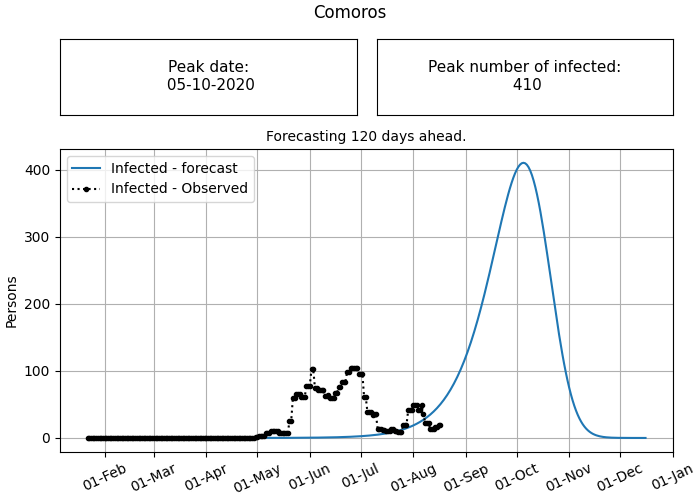 Comoros
Peak date:
05-10-2020
Peak number of infected:
410
Forecasting 120 days ahead.
Infected - forecast
Infected - Observed
Persons
400
300
200
100
0
01-Feb
01-Mar
01-Apr
01-May
01-Jun
01-Jul
01-Aug
01-Sep
01-Oct
01-Nov
01-Dec
01-Jan